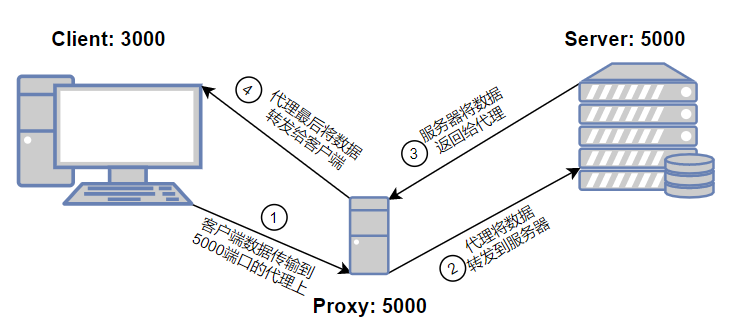 Client: 3000
Server: 5000
④
代理最后将数据
转发给客户端
③
服务器将数据
返回给代理
①
客户端数据传输到
5000端口的代理上
②
代理将数据
转发到服务器
Proxy: 5000